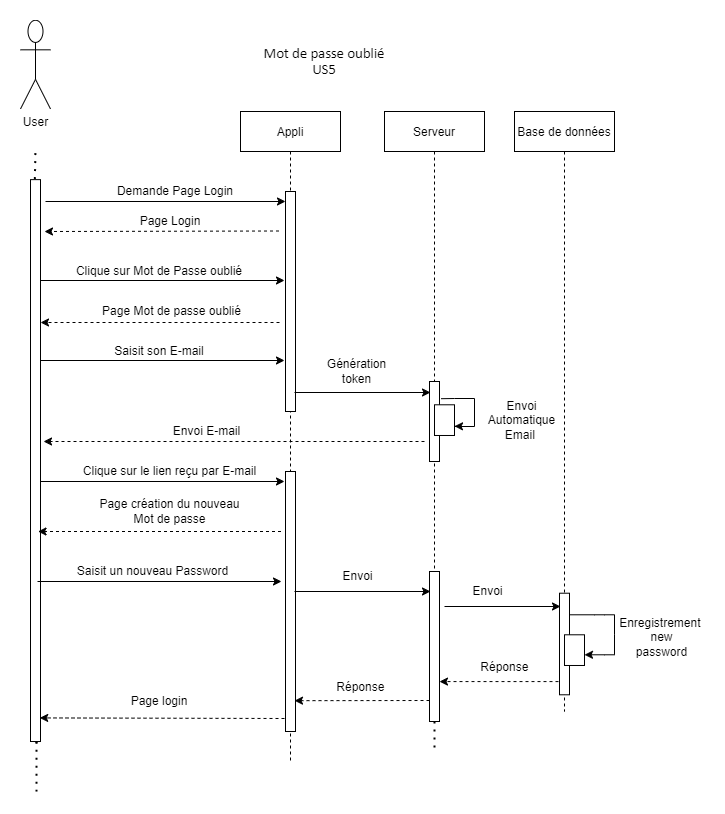 Mot de passe oublié
US5
User
Appli
Serveur
Base de données
Demande Page Login
Page Login
Clique sur Mot de Passe oublié
Page Mot de passe oublié
Saisit son E-mail
Génération
token
Envoi
Automatique
Email
Envoi E-mail
Clique sur le lien reçu par E-mail
Page création du nouveau
Mot de passe
Saisit un nouveau Password
Envoi
Envoi
Enregistrement
new
password
Réponse
Réponse
Page login